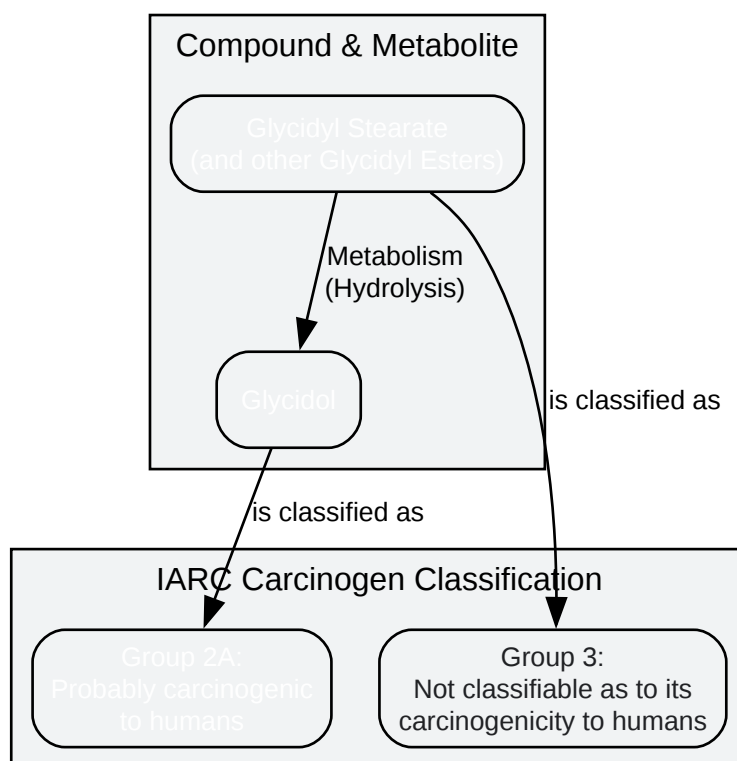 Compound & Metabolite
Glycidyl Stearate
(and other Glycidyl Esters)
Metabolism
(Hydrolysis)
Glycidol
is classified as
is classified as
IARC Carcinogen Classification
Group 2A:
Probably carcinogenic
to humans
Group 3:
Not classifiable as to its
carcinogenicity to humans